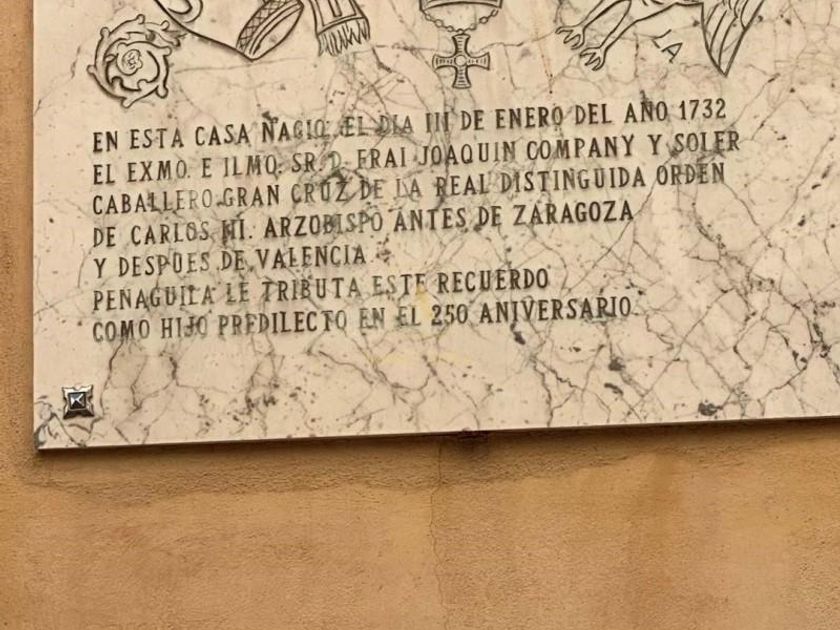 LA
EN ESTA CASA NACIO EL DIA III DE ENERO DEL AÑO 1732
EL EXMO. E ILMO. SR. D. FRAI JOAQUIN COMPANY Y SOLER
CABALLERO GRAN CRUZ DE LA REAL DISTINGUIDA ORDEN
DE CARLOS III. ARZOBISPO ANTES DE ZARAGOZA
Y DESPUES DE VALENCIA
PENAGUILA LE TRIBUTA ESTE RECUERDO
COMO HIJO PREDILECTO EN EL 250 ANIVERSARIO